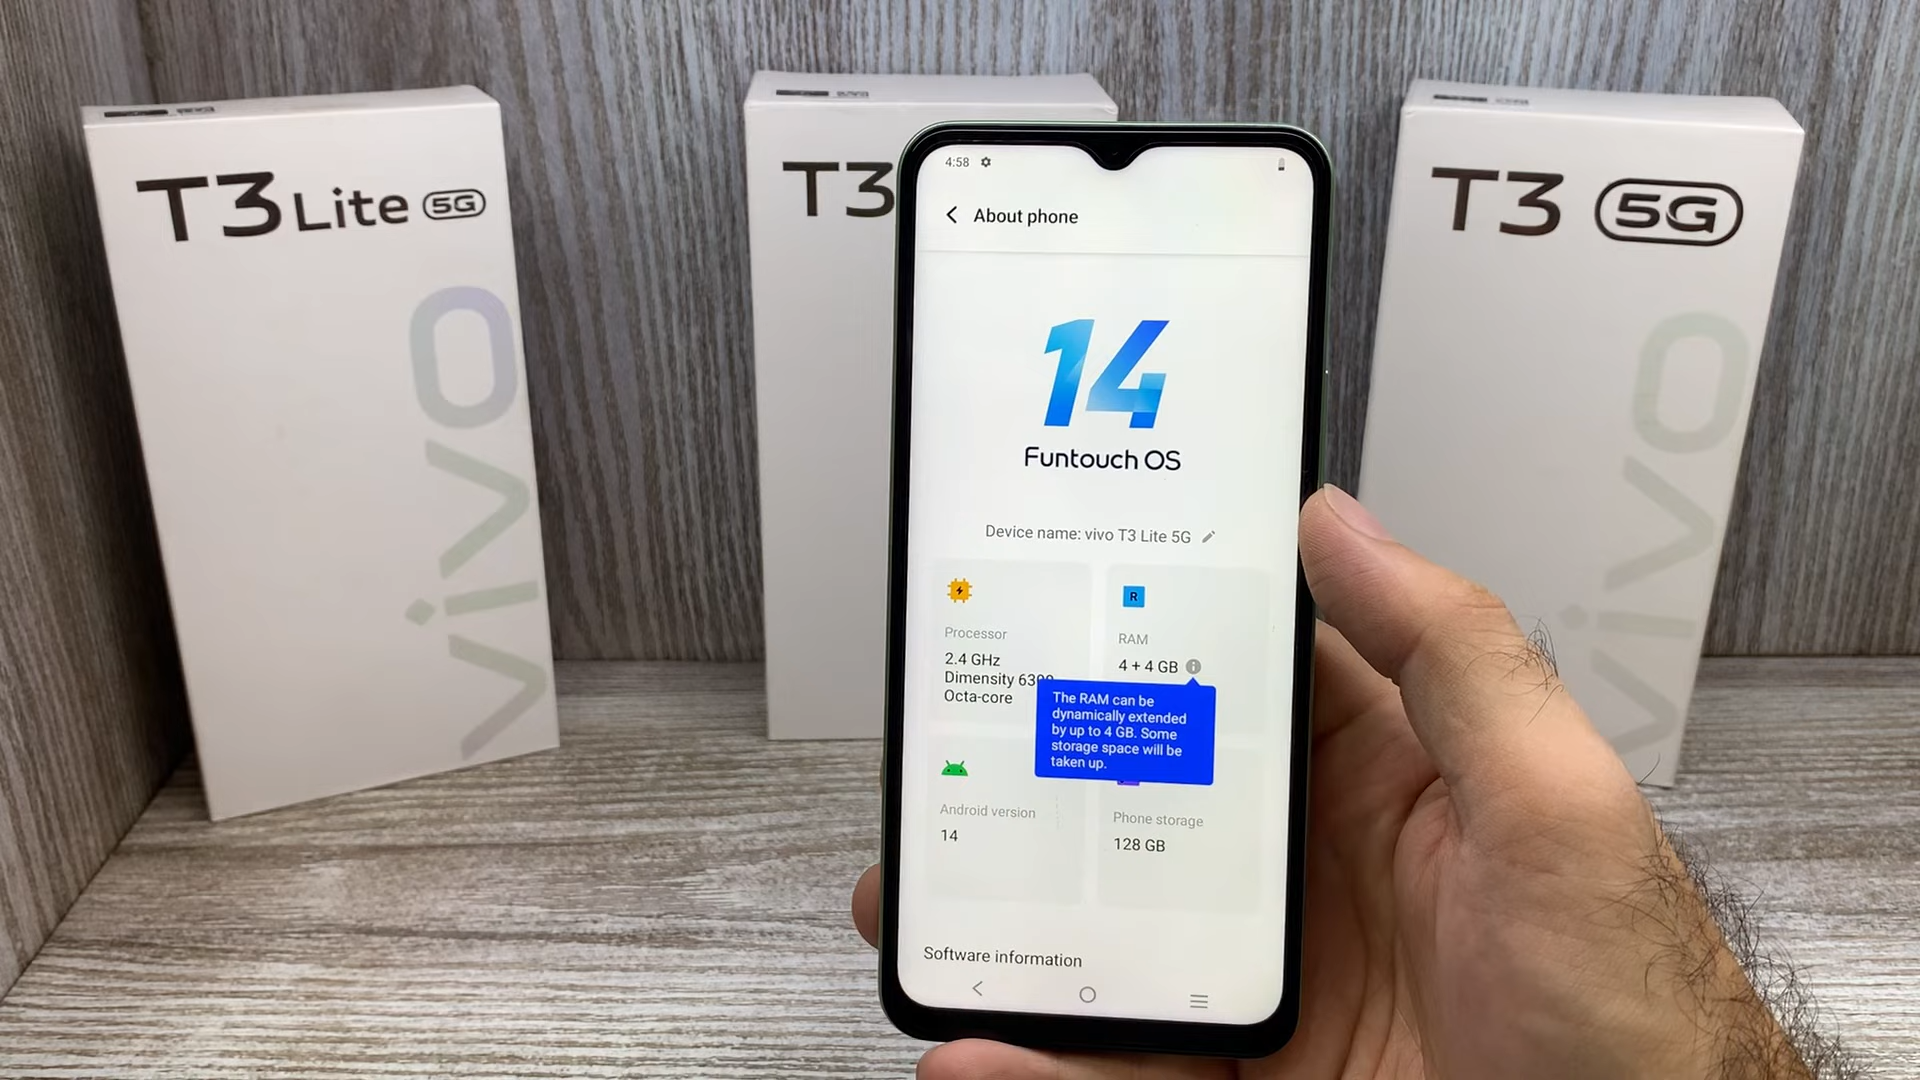 T3 Lite 5G
vivo
T3
T3 5G
vivo
4:58
About phone
14
Funtouch OS
Device name: vivo T3 Lite 5G
Processor
2.4 GHz
Dimensity
Octa-core
R
RAM
4 + 4 GB
The RAM can be
dynamically extended
by up to 4 GB. Some
storage space will be
taken up.
Android version
14
Phone storage
128 GB
Software information